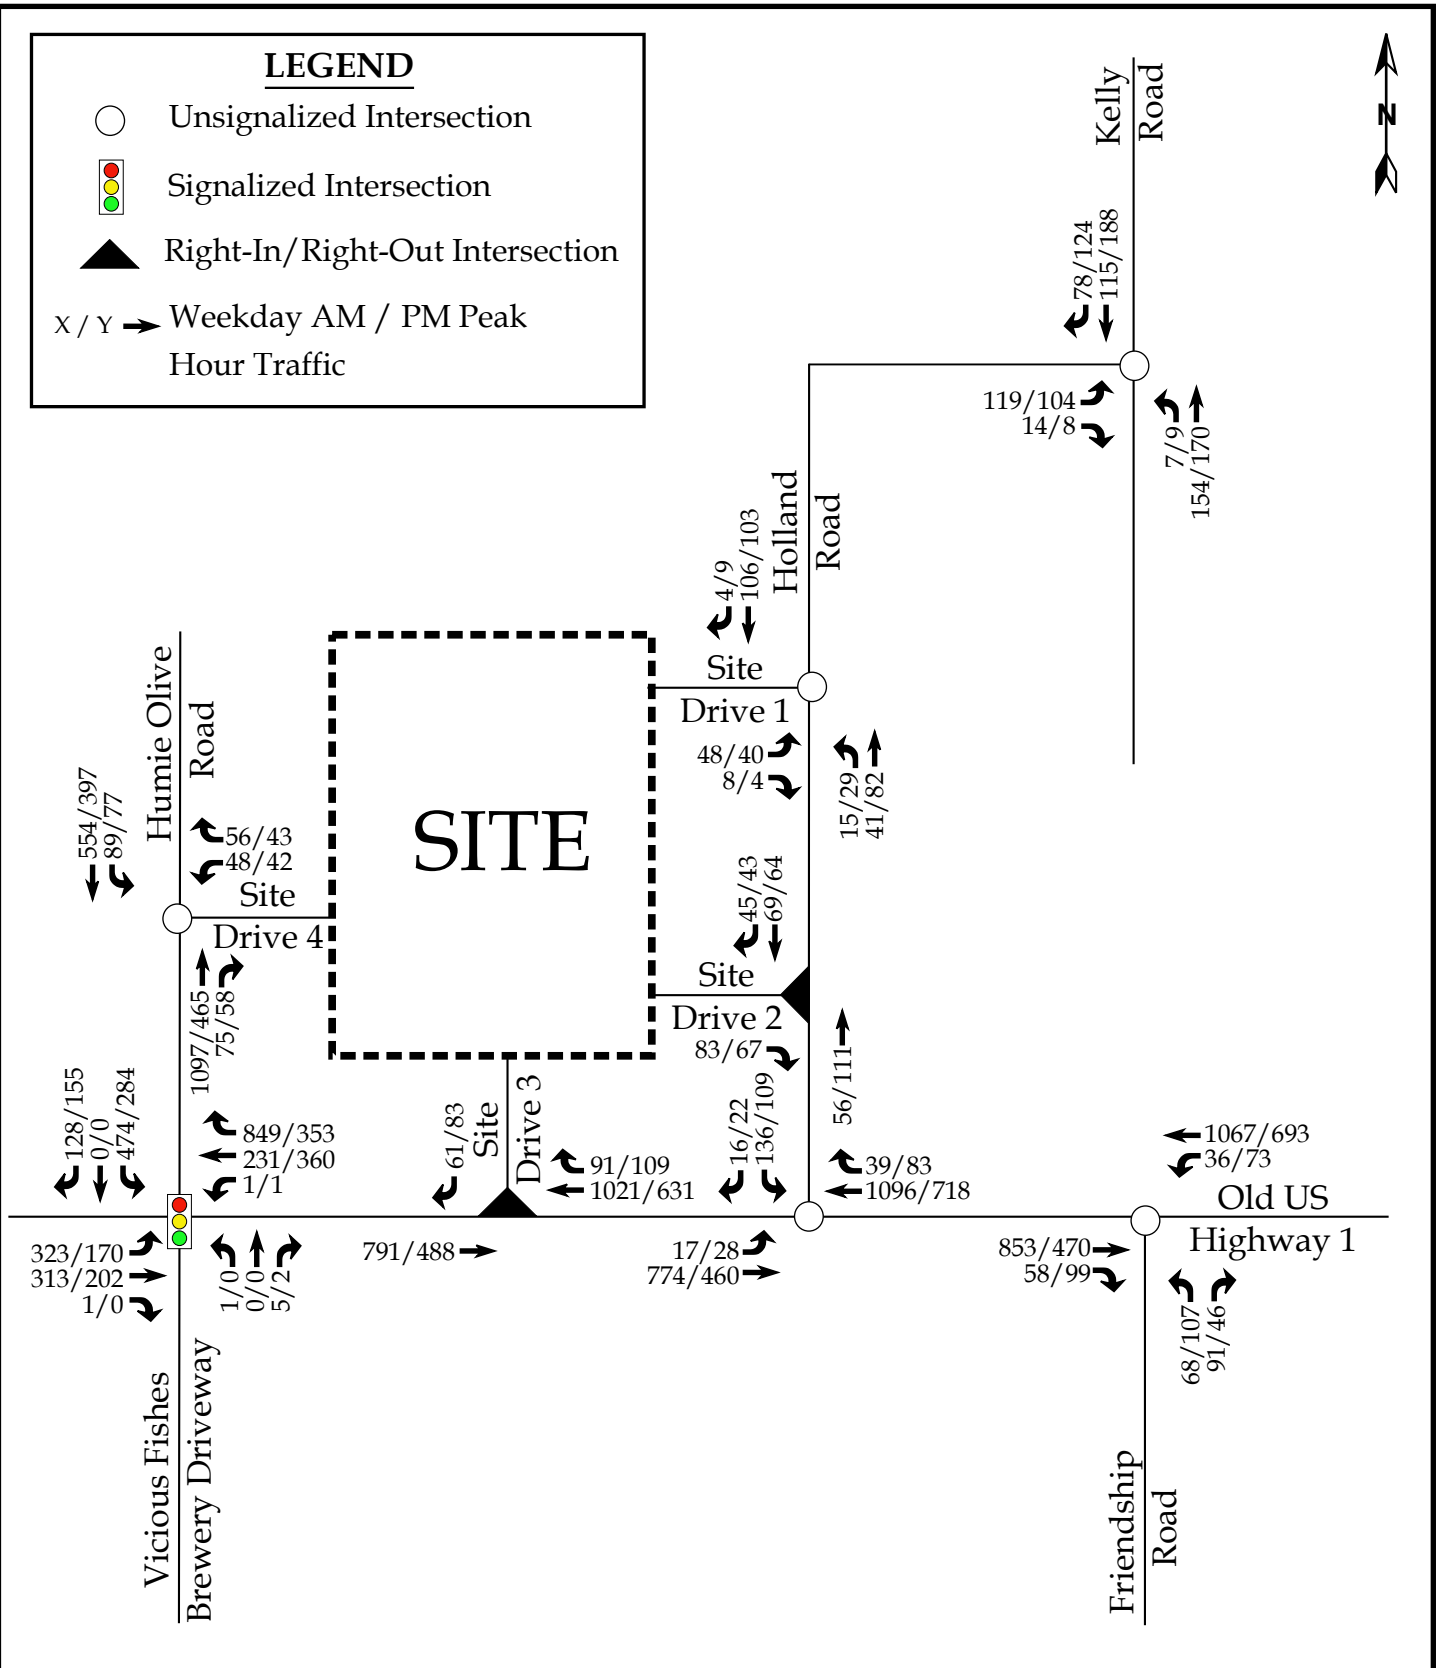 LEGEND
Unsignalized Intersection
Signalized Intersection
Right-In/Right-Out Intersection
X / Y Weekday AM / PM Peak
Hour Traffic
N
Kelly
Road
78/124
115/188
119/104
14/8
7/9
154/170
Holland
Road
4/9
106/103
Site
Drive 1
48/40
8/4
15/29
41/82
Humie Olive
Road
554/397
89/77
56/43
48/42
Site
Drive 4
SITE
45/43
69/64
Site
Drive 2
83/67
56/111
1097/465
75/58
128/155
0/0
474/284
849/353
231/360
1/1
61/83
Site
Drive 3
91/109
1021/631
16/22
136/109
39/83
1096/718
1067/693
36/73
Old US
Highway 1
323/170
313/202
1/0
1/0
0/0
5/2
791/488
17/28
774/460
853/470
58/99
68/107
91/46
Vicious Fishes
Brewery Driveway
Friendship
Road